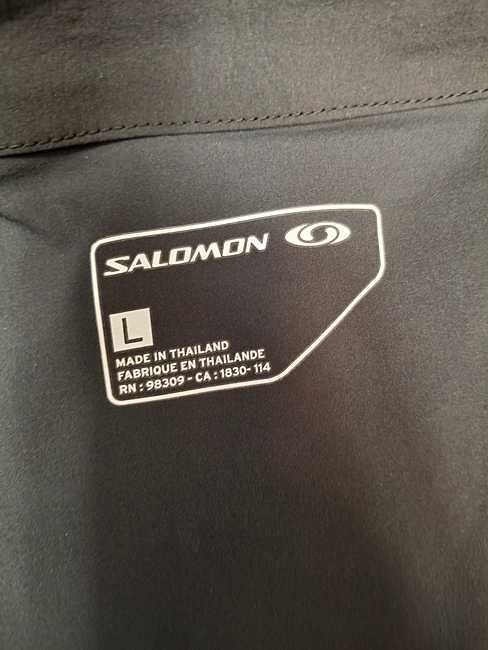 SALOMON
L
MADE IN THAILAND
FABRIQUE EN THAILANDE
RN : 98309 - CA : 1830- 114